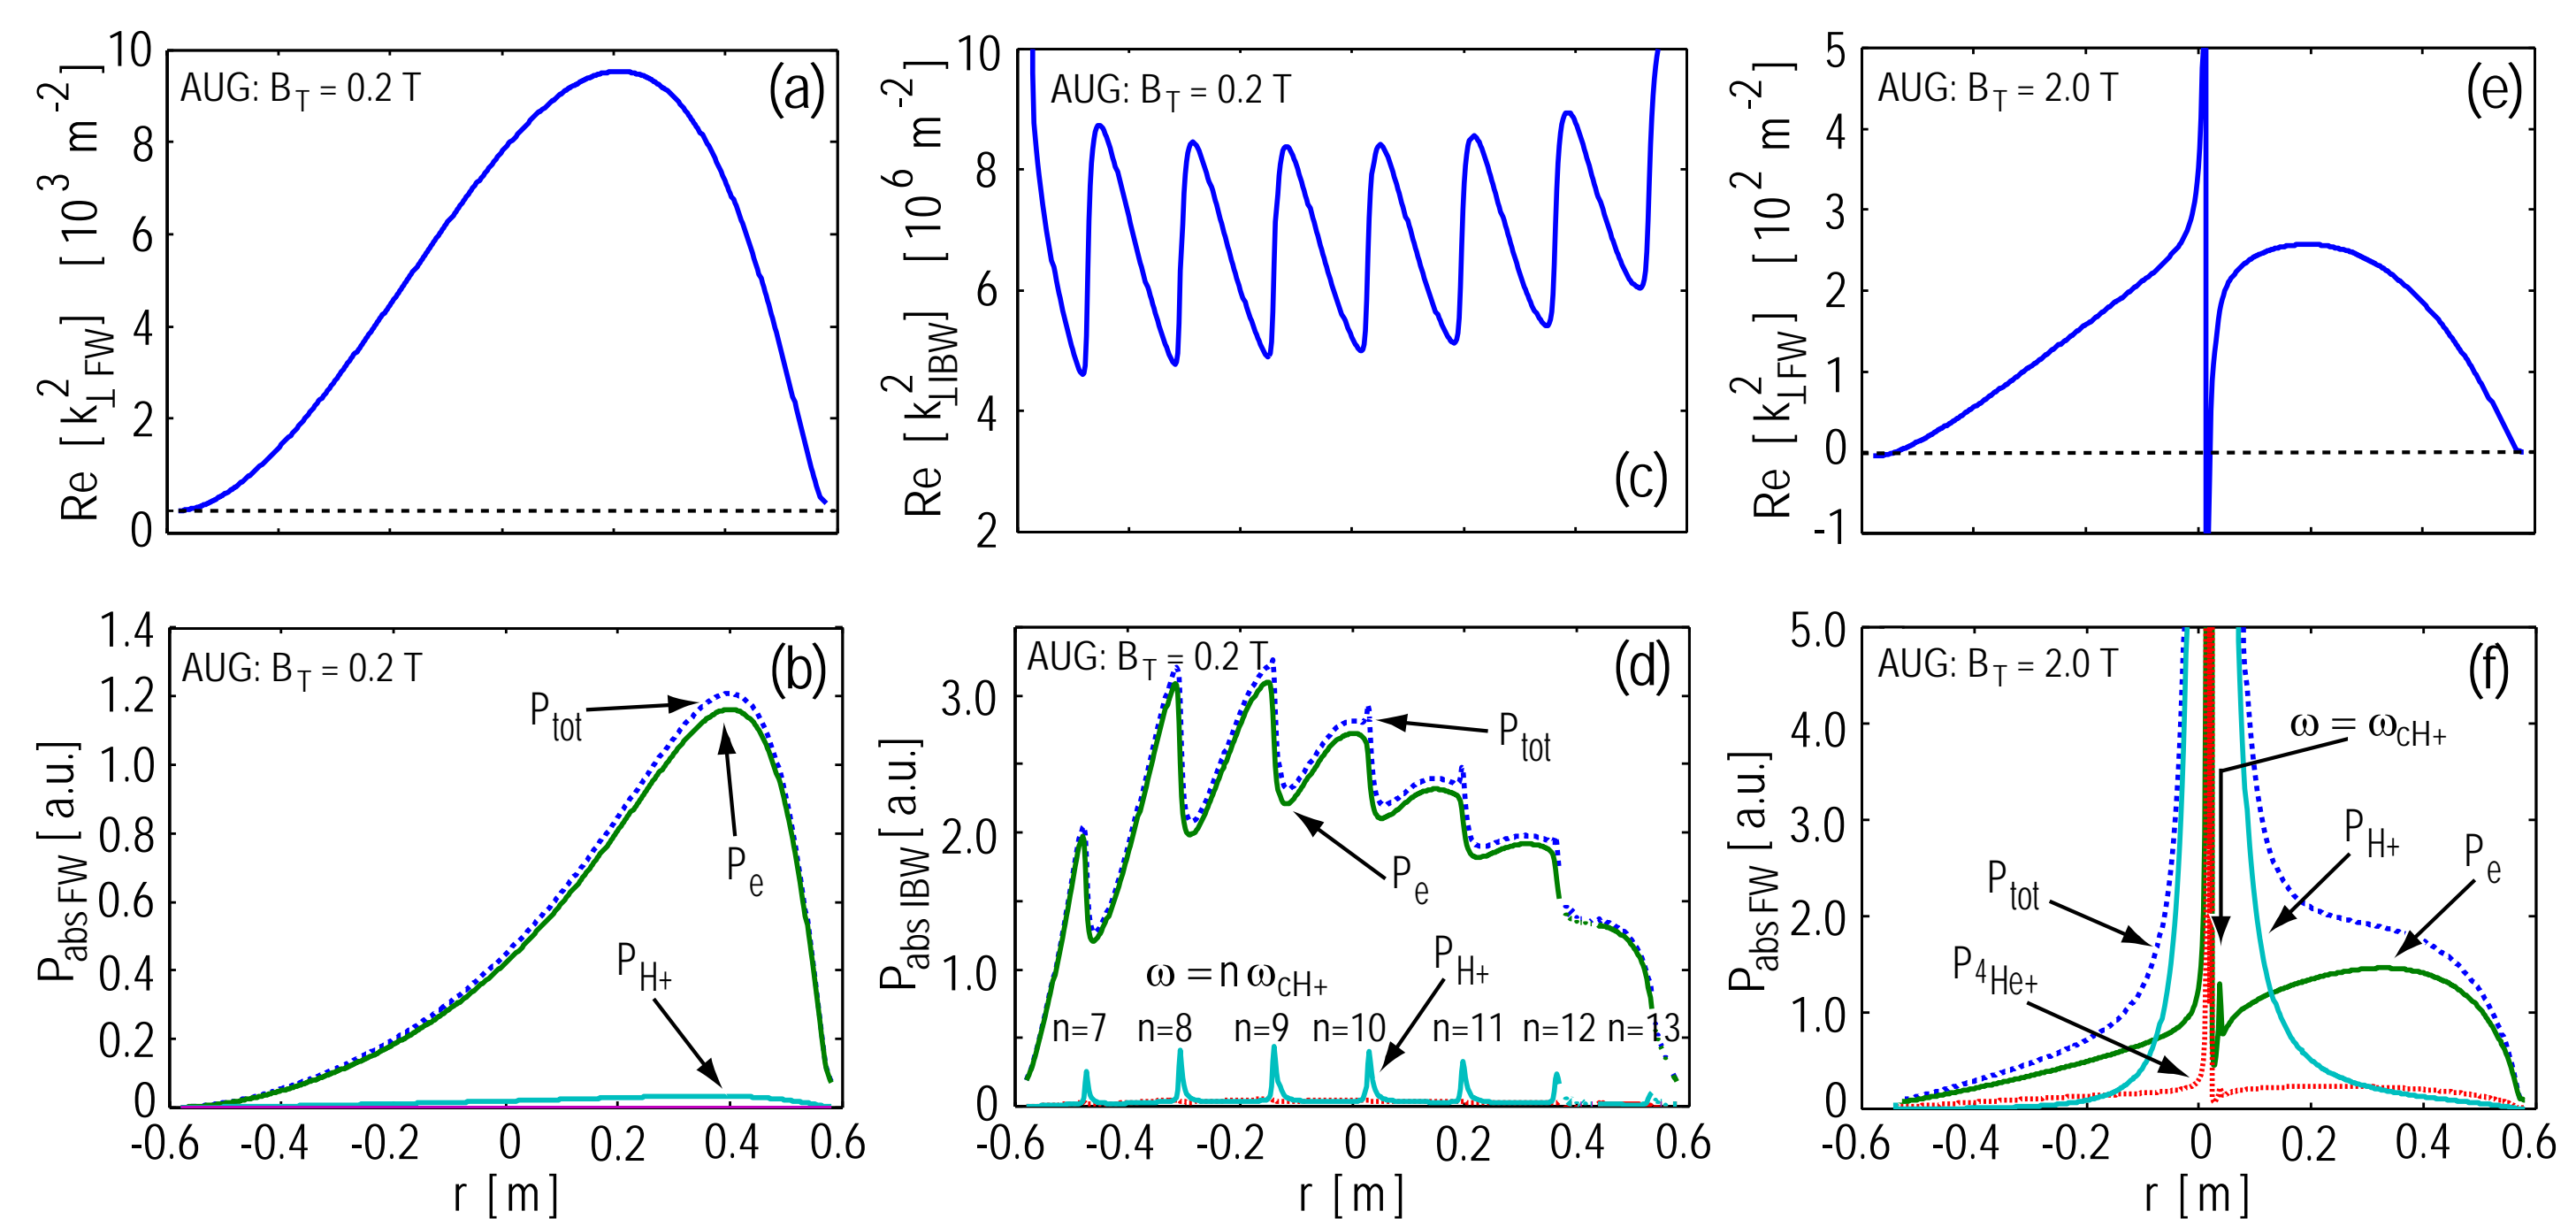 10
8
6
4
2
0
Re [k²⊥FW] [10³ m⁻²]
AUG: B_T = 0.2 T
(a)
10
8
6
4
2
Re [k²⊥IBW] [10⁶ m⁻²]
AUG: B_T = 0.2 T
(c)
5
4
3
2
1
0
-1
Re [k²⊥FW] [10² m⁻²]
AUG: B_T = 2.0 T
(e)
1.4
1.2
1.0
0.8
0.6
0.4
0.2
0
P_abs FW [a.u.]
AUG: B_T = 0.2 T
(b)
P_tot
P_e
P_H+
-0.6 -0.4 -0.2 0 0.2 0.4 0.6
r [m]
3.0
2.0
1.0
0
P_abs IBW [a.u.]
AUG: B_T = 0.2 T
(d)
P_tot
P_e
ω = n ω_cH+
P_H+
n=7 n=8 n=9 n=10 n=11 n=12 n=13
-0.6 -0.4 -0.2 0 0.2 0.4 0.6
r [m]
5.0
4.0
3.0
2.0
1.0
0
P_abs FW [a.u.]
AUG: B_T = 2.0 T
(f)
ω = ω_cH+
P_H+
P_e
P_tot
P_4He+
-0.6 -0.4 -0.2 0 0.2 0.4 0.6
r [m]